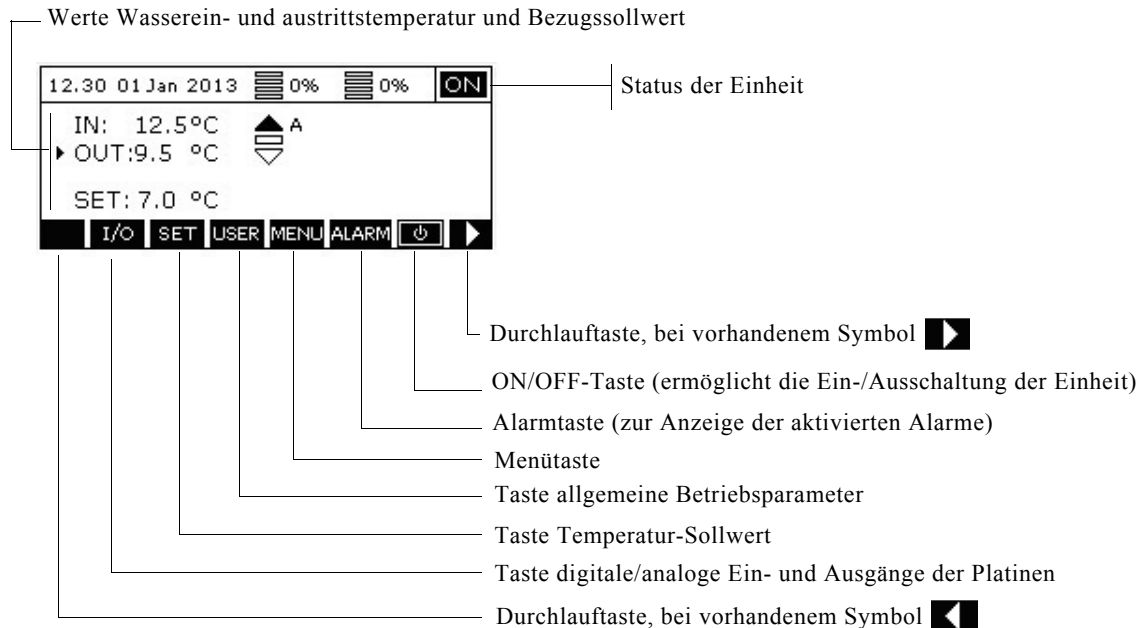 Werte Wasserein- und austrittstemperatur und Bezugssollwert
12.30 01 Jan 2013 0% 0% ON
Status der Einheit
IN: 12.5°C A
OUT:9.5 °C
SET: 7.0 °C
I/O SET USER MENU ALARM
Durchlauftaste, bei vorhandenem Symbol
ON/OFF-Taste (ermöglicht die Ein-/Ausschaltung der Einheit)
Alarmtaste (zur Anzeige der aktivierten Alarme)
Menütaste
Taste allgemeine Betriebsparameter
Taste Temperatur-Sollwert
Taste digitale/analoge Ein- und Ausgänge der Platinen
Durchlauftaste, bei vorhandenem Symbol